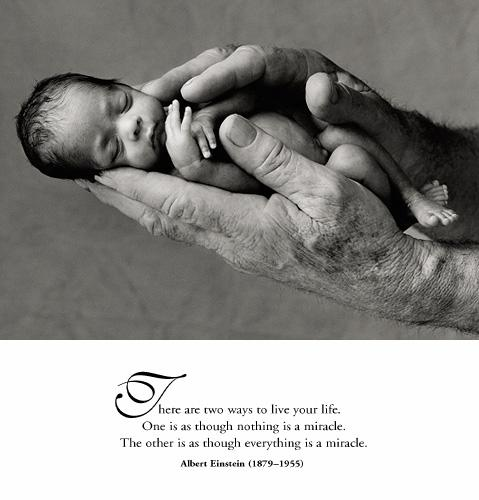 There are two ways to live your life.
One is as though nothing is a miracle.
The other is as though everything is a miracle.
Albert Einstein (1879–1955)